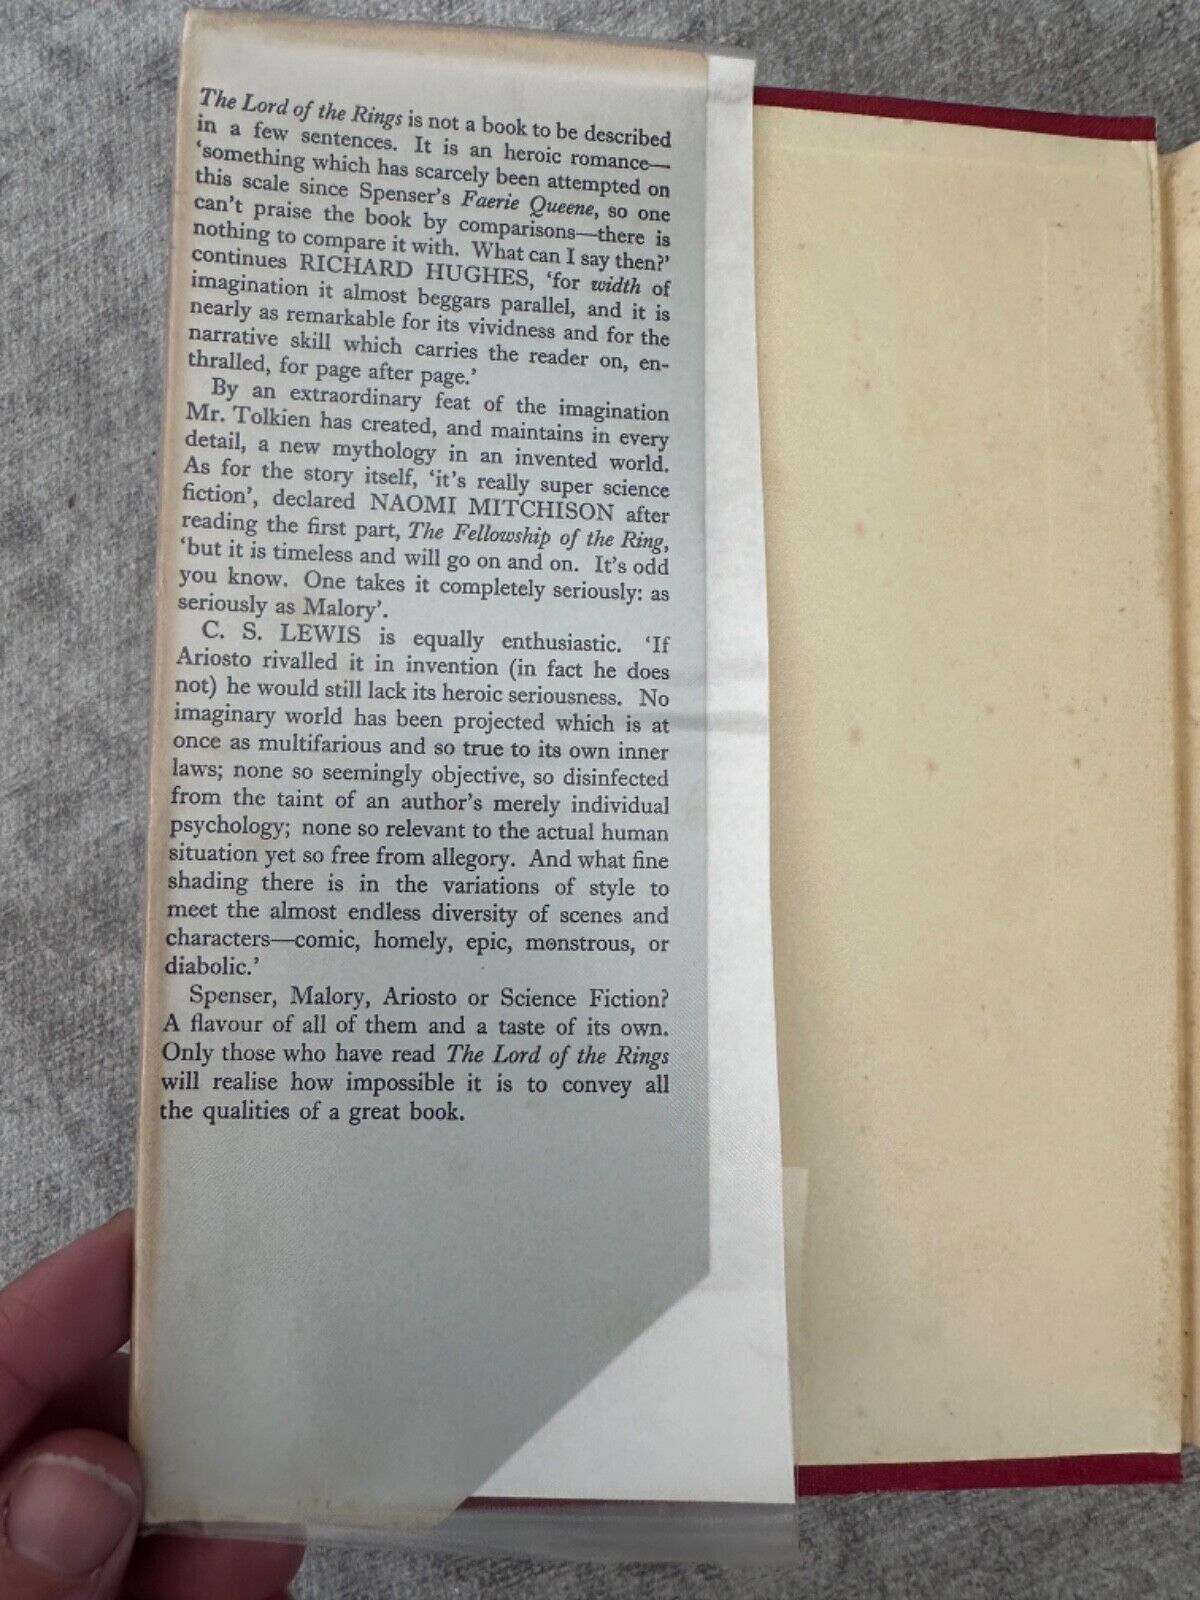 The Lord of the Rings is not a book to be described
in a few sentences. It is an heroic romance—
‘something which has scarcely been attempted on
this scale since Spenser’s Faerie Queene, so one
can’t praise the book by comparisons—there is
nothing to compare it with. What can I say then?’
continues RICHARD HUGHES, ‘for width of
imagination it almost beggars parallel, and it is
nearly as remarkable for its vividness and for the
narrative skill which carries the reader on, en-
thralled, for page after page.’
By an extraordinary feat of the imagination
Mr. Tolkien has created, and maintains in every
detail, a new mythology in an invented world.
As for the story itself, ‘it’s really super science
fiction’, declared NAOMI MITCHISON after
reading the first part, The Fellowship of the Ring,
‘but it is timeless and will go on and on. It’s odd
you know. One takes it completely seriously: as
seriously as Malory’.
C. S. LEWIS is equally enthusiastic. ‘If
Ariosto rivalled it in invention (in fact he does
not) he would still lack its heroic seriousness. No
imaginary world has been projected which is at
once as multifarious and so true to its own inner
laws; none so seemingly objective, so disinfected
from the taint of an author’s merely individual
psychology; none so relevant to the actual human
situation yet so free from allegory. And what fine
shading there is in the variations of style to
meet the almost endless diversity of scenes and
characters—comic, homely, epic, monstrous, or
diabolic.’
Spenser, Malory, Ariosto or Science Fiction?
A flavour of all of them and a taste of its own.
Only those who have read The Lord of the Rings
will realise how impossible it is to convey all
the qualities of a great book.